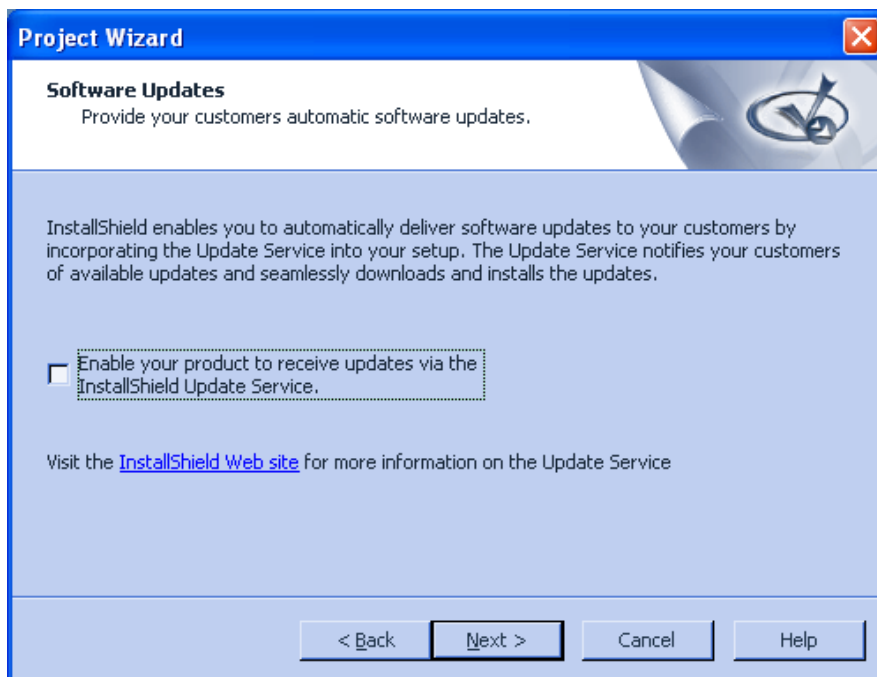 Project Wizard
Software Updates
Provide your customers automatic software updates.
InstallShield enables you to automatically deliver software updates to your customers by
incorporating the Update Service into your setup. The Update Service notifies your customers
of available updates and seamlessly downloads and installs the updates.
Enable your product to receive updates via the
InstallShield Update Service.
Visit the InstallShield Web site for more information on the Update Service
< Back
Next >
Cancel
Help